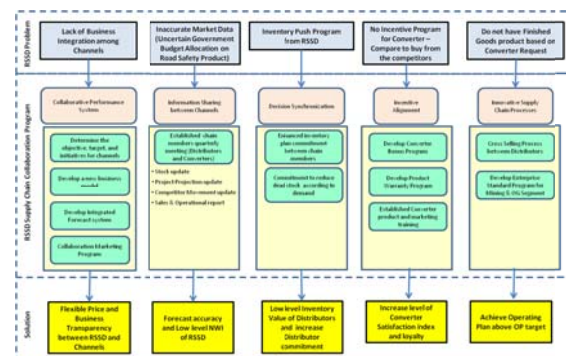 RSSD Problem
Lack of Business
Integration among
Channels
Inaccurate Market Data
(Uncertain Government
Budget Allocation on
Road Safety Product)
Inventory Push Program
from RSSD
No Incentive Program
for Converter –
Compare to buy from
the competitors
Do not have Finished
Goods product based on
Converter Request
RSSD Supply Chain Collaboration Program
Collaborative Performance
System
Determine the
objective, target, and
initiatives for channels
Develop a new business
model
Develop Integrated
Forecast system
Collaboration Marketing
Program
Information Sharing
between Channels
Established chain
members quarterly
meeting (Distributors
and Converters)
• Stock update
• Project Projection update
• Competitor Movement update
• Sales & Operational report
Decision Synchronization
Enhanced inventory
plan commitment
between chain
members
Commitment to reduce
dead stock according to
demand
Incentive
Alignment
Develop Converter
Bonus Program
Develop Product
Warranty Program
Established Converter
product and marketing
training
Innovative Supply
Chain Processes
Cross Selling Process
between Distributors
Develop Enterprise
Standard Program for
Mining & OG Segment
Solution
Flexible Price and
Business
Transparency
between RSSD and
Channels
Forecast accuracy
and Low level NWI
of RSSD
Low level Inventory
Value of Distributors
and increase
Distributor
commitment
Increase level of
Converter
Satisfaction index
and loyalty
Achieve Operating
Plan above OP target